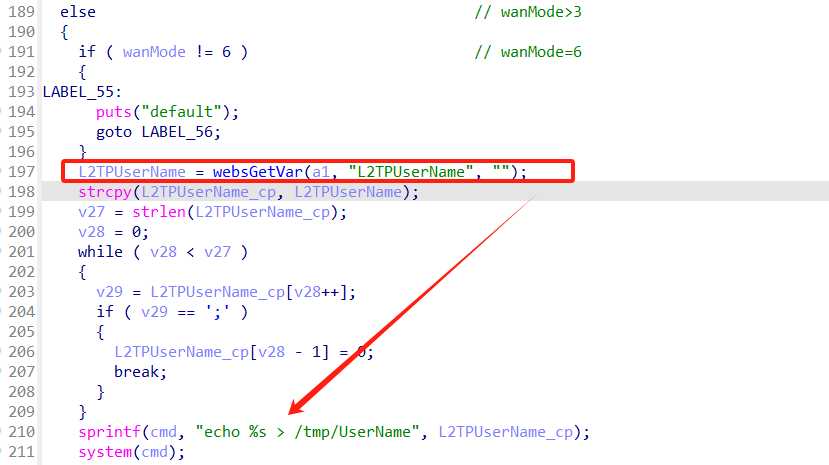 189 else // wanMode>3
190 {
191 if ( wanMode != 6 ) // wanMode=6
192 {
193 LABEL_55:
194 puts("default");
195 goto LABEL_56;
196 }
197 L2TPUserName = websGetVar(a1, "L2TPUserName", "");
198 strcpy(L2TPUserName_cp, L2TPUserName);
199 v27 = strlen(L2TPUserName_cp);
200 v28 = 0;
201 while ( v28 < v27 )
202 {
203 v29 = L2TPUserName_cp[v28++];
204 if ( v29 == ';' )
205 {
206 L2TPUserName_cp[v28 - 1] = 0;
207 break;
208 }
209 }
210 sprintf(cmd, "echo %s > /tmp/UserName", L2TPUserName_cp);
211 system(cmd);